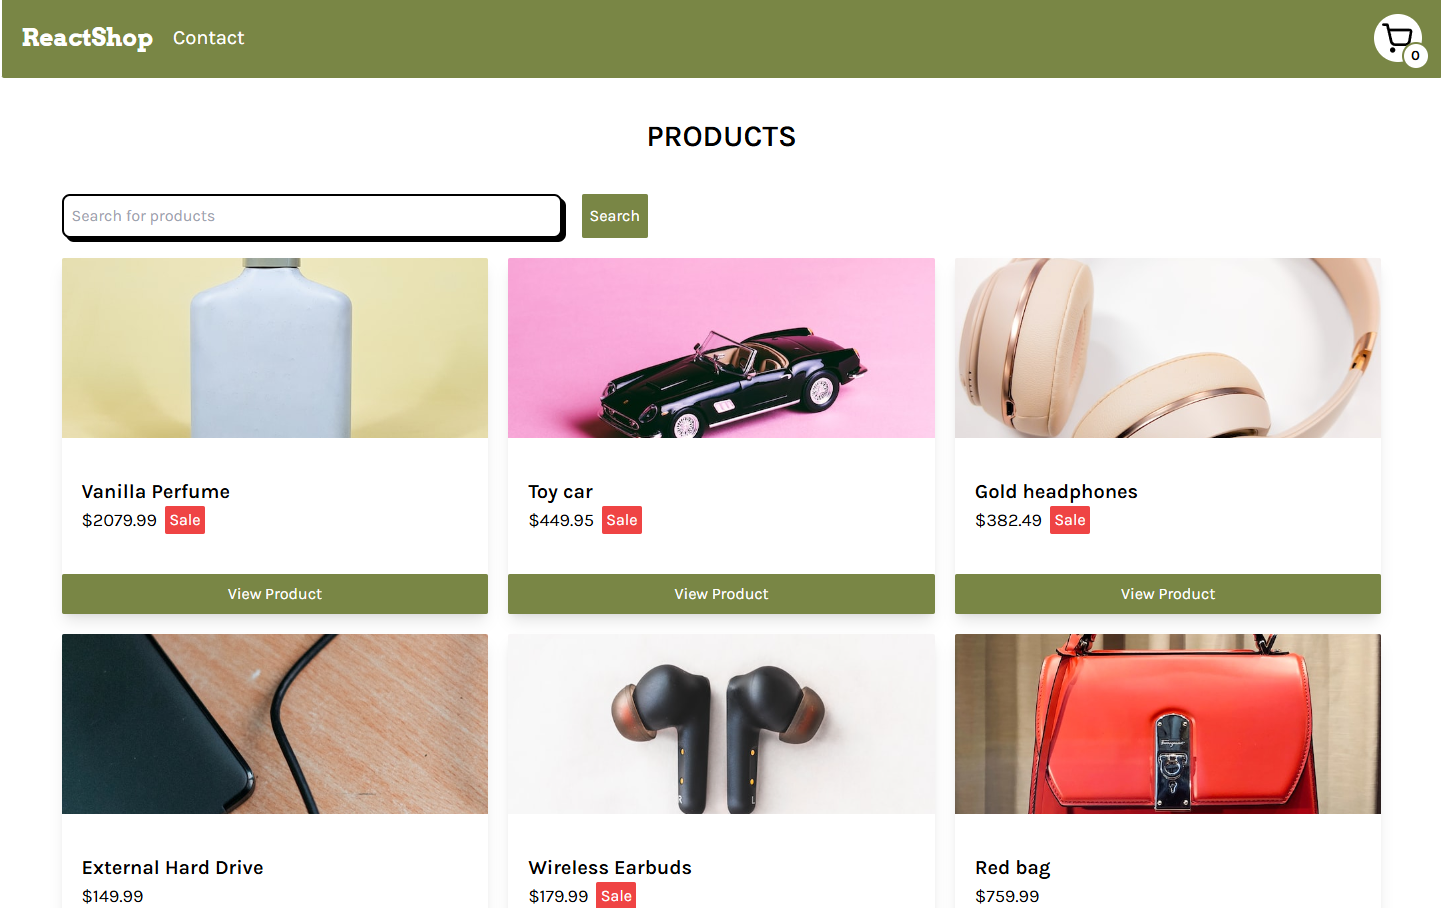 ReactShop Contact
0
PRODUCTS
Search for products Search
Vanilla Perfume
$2079.99 Sale
Toy car
$449.95 Sale
Gold headphones
$382.49 Sale
View Product
View Product
View Product
R L
External Hard Drive
$149.99
Wireless Earbuds
$179.99 Sale
Red bag
$759.99